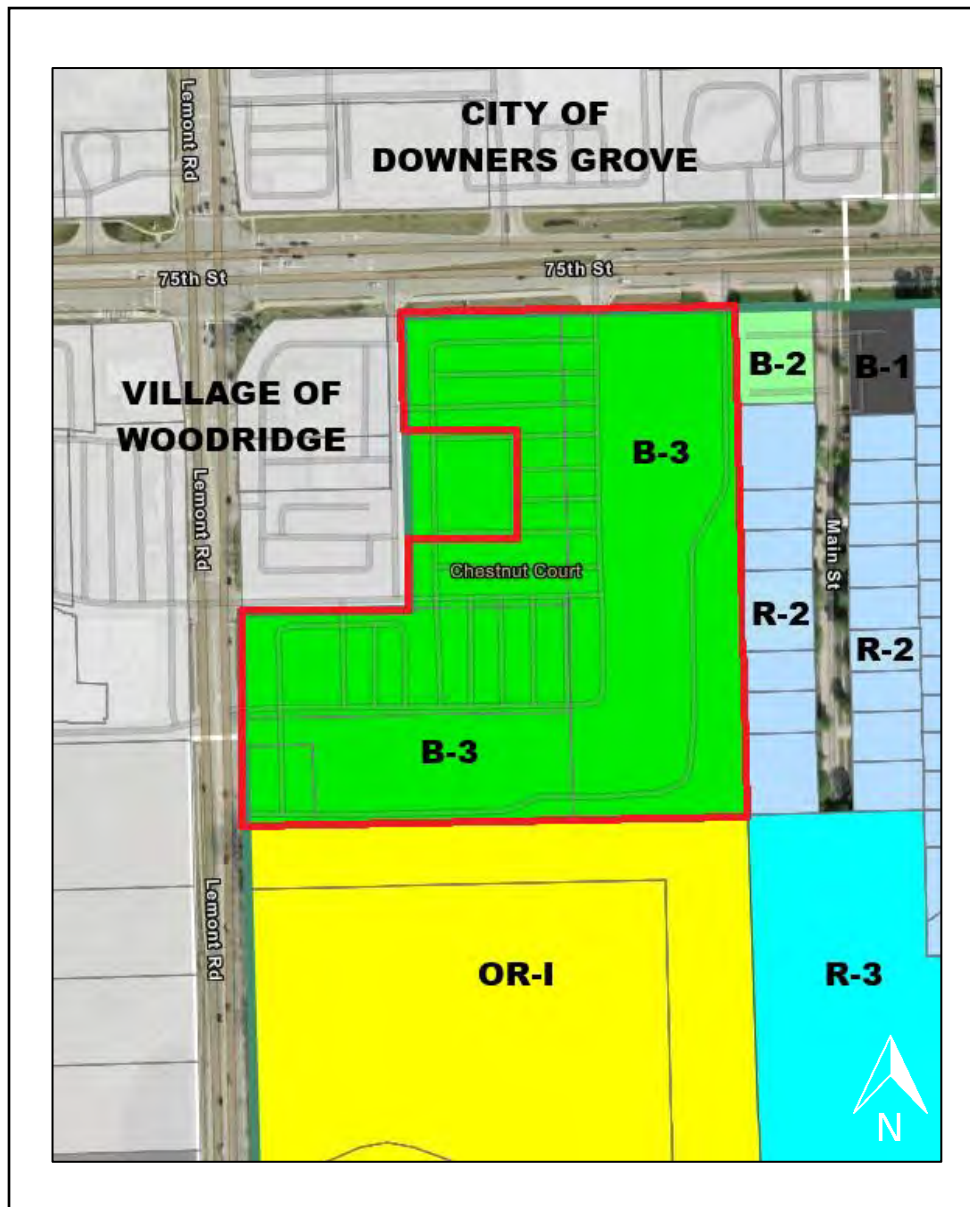 CITY OF
DOWNERS GROVE
Lemont Rd
75th St
75th St
VILLAGE OF
WOODRIDGE
B-2
B-1
B-3
Lemont Rd
Main St
Chestnut Court
R-2
R-2
B-3
Lemont Rd
OR-I
R-3
N